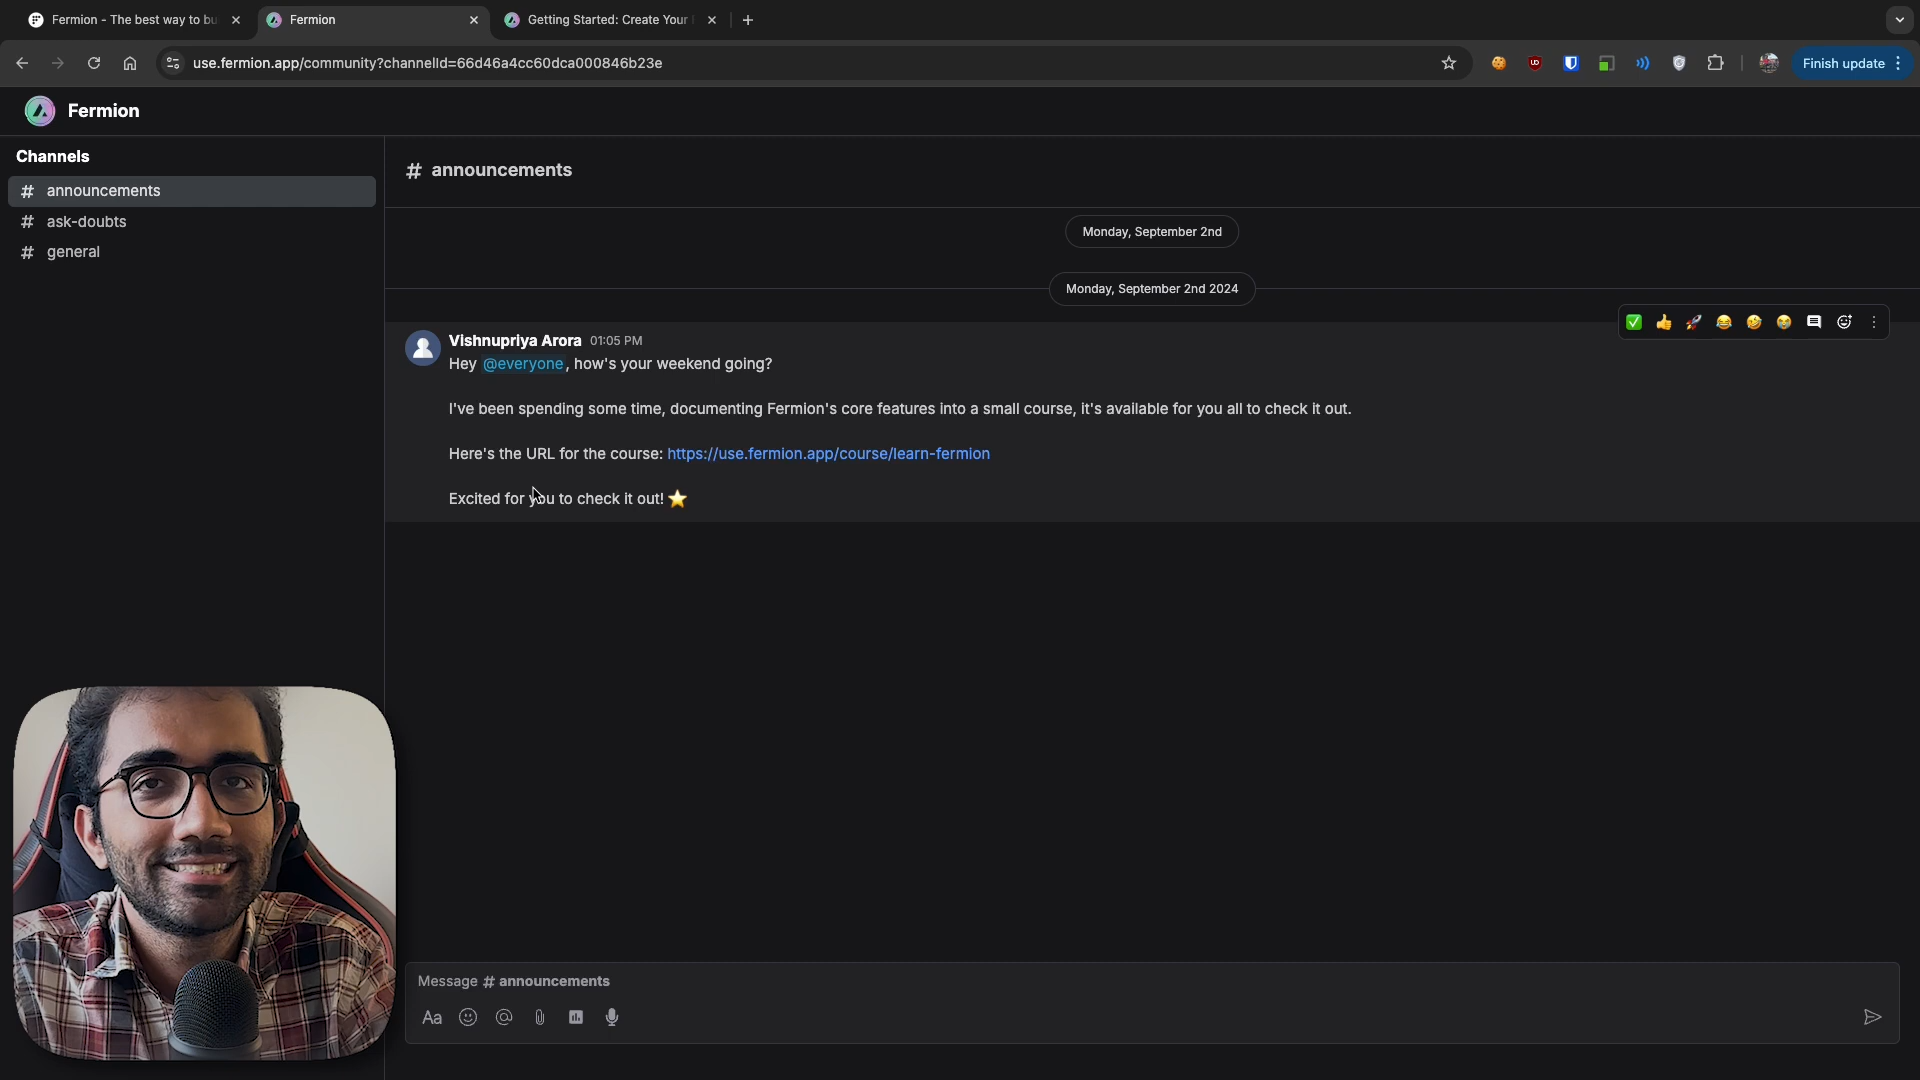 Fermion - The best way to bu
Fermion
Getting Started: Create Your
use.fermion.app/community?channelId=66d46a4cc60dca000846b23e
Finish update
Fermion
Channels
# announcements
# ask-doubts
# general
# announcements
Monday, September 2nd
Monday, September 2nd 2024
Vishnupriya Arora 01:05 PM
Hey @everyone, how's your weekend going?
I've been spending some time, documenting Fermion's core features into a small course, it's available for you all to check it out.
Here's the URL for the course: https://use.fermion.app/course/learn-fermion
Excited for you to check it out! ⭐
Message # announcements
Aa